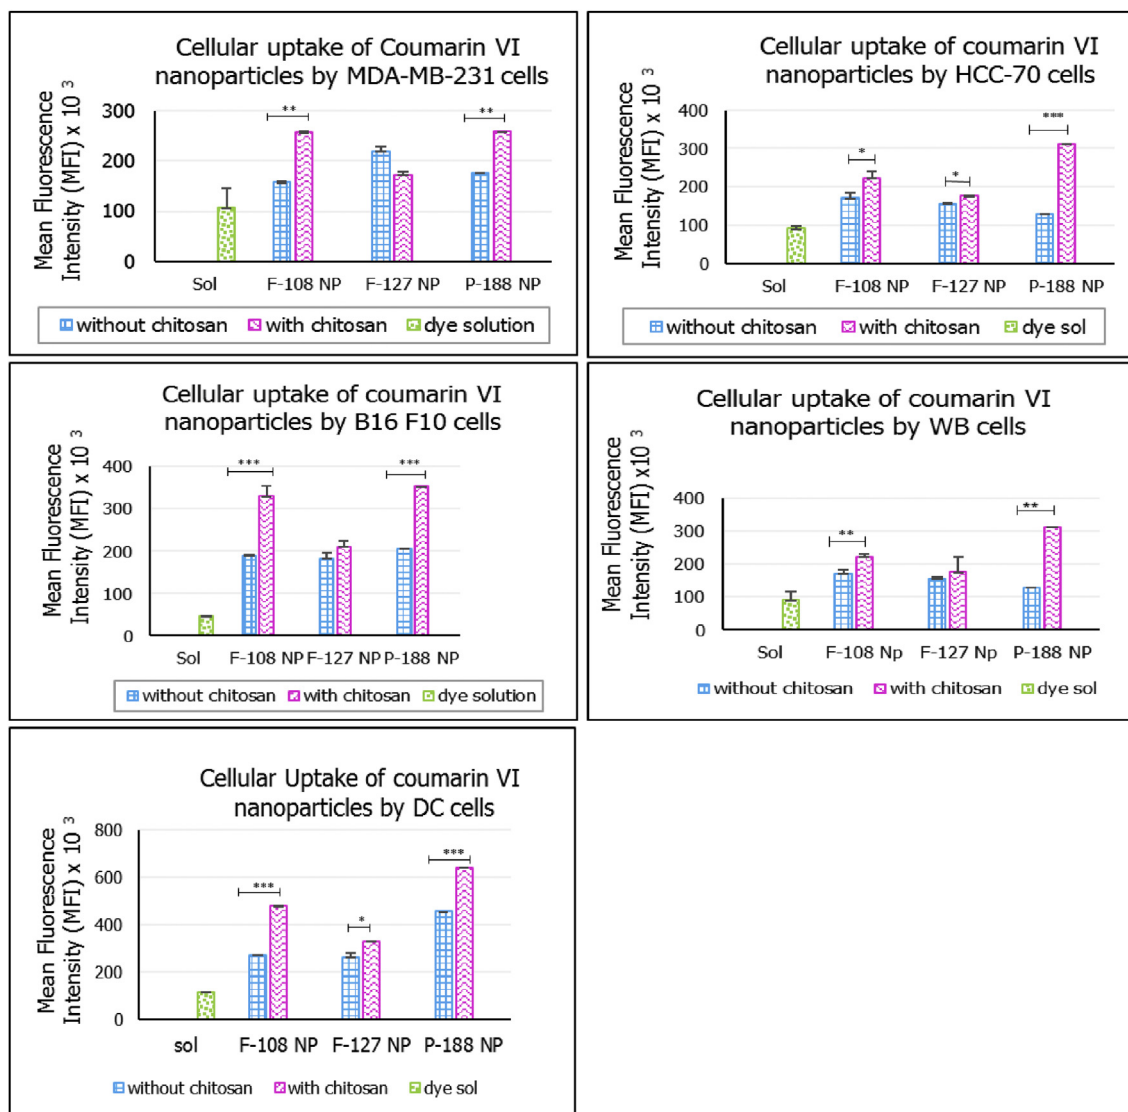 Cellular uptake of Coumarin VI
nanoparticles by MDA-MB-231 cells
Mean Fluorescence
Intensity (MFI) x 10 3
300
200
100
0
**
**
Sol F-108 NP F-127 NP P-188 NP
without chitosan with chitosan dye solution
Cellular uptake of coumarin VI
nanoparticles by HCC-70 cells
Mean Fluorescence
Intensity (MFI) x 10 3
400
300
200
100
0
*
*
***
Sol F-108 NP F-127 NP P-188 NP
without chitosan with chitosan dye sol
Cellular uptake of coumarin VI
nanoparticles by B16 F10 cells
Mean Fluorescence
Intensity (MFI) x 10 3
400
300
200
100
0
***
***
Sol F-108 NP F-127 NP P-188 NP
without chitosan with chitosan dye solution
Cellular uptake of coumarin VI
nanoparticles by WB cells
Mean Fluorescence
Intensity (MFI) x10 3
400
300
200
100
0
**
**
Sol F-108 Np F-127 Np P-188 NP
without chitosan with chitosan dye sol
Cellular Uptake of coumarin VI
nanoparticles by DC cells
Mean Fluorescence
Intensity (MFI) x 10 3
800
600
400
200
0
***
*
***
sol F-108 NP F-127 NP P-188 NP
without chitosan with chitosan dye sol